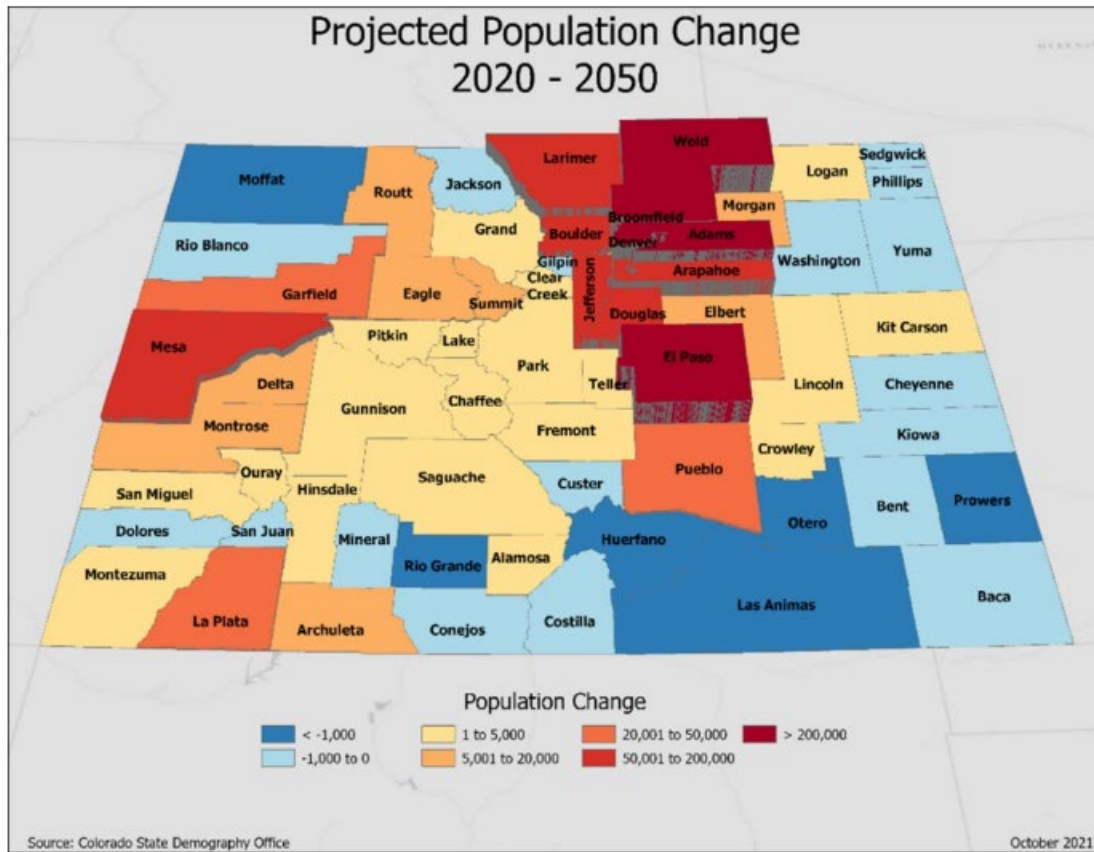 Projected Population Change
2020 - 2050
Weld
Larimer
Sedgwick
Logan
Phillips
Moffat
Jackson
Routt
Morgan
Broomfield
Grand
Boulder
Adams
Denver
Rio Blanco
Gilpin
Yuma
Washington
Clear
Creek
Arapahoe
Garfield
Eagle
Summit
Jefferson
Douglas
Elbert
Kit Carson
Pitkin
Lake
Mesa
El Paso
Park
Delta
Teller
Lincoln
Cheyenne
Chaffee
Gunnison
Montrose
Fremont
Kiowa
Crowley
Ouray
Pueblo
Saguache
Custer
San Miguel
Hinsdale
Prowers
Bent
Otero
Dolores
San Juan
Mineral
Huerfano
Alamosa
Rio Grande
Montezuma
Baca
Las Animas
La Plata
Costilla
Archuleta
Conejos
Population Change
< -1,000
1 to 5,000
20,001 to 50,000
> 200,000
-1,000 to 0
5,001 to 20,000
50,001 to 200,000
Source: Colorado State Demography Office
October 2021